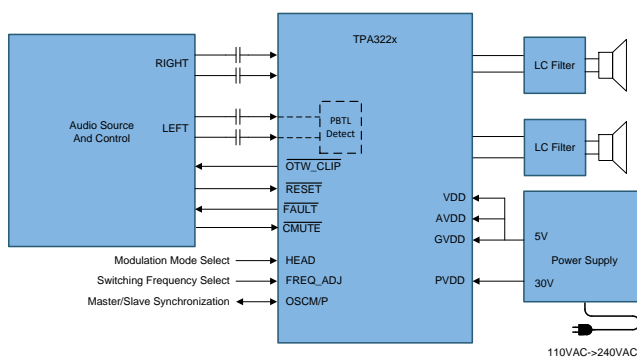 TPA322x
RIGHT
LEFT
Audio Source
And Control
PBTL
Detect
OTW_CLIP
RESET
FAULT
CMUTE
Modulation Mode Select
HEAD
Switching Frequency Select
FREQ_ADJ
Master/Slave Synchronization
OSCM/P
LC Filter
LC Filter
VDD
AVDD
GVDD
PVDD
5V
Power Supply
30V
110VAC->240VAC